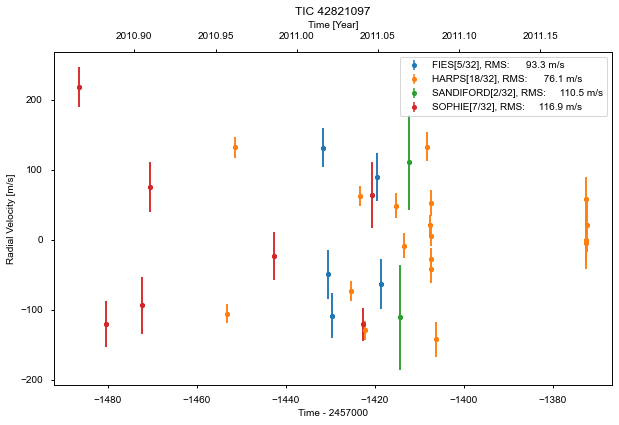 TIC 42821097
Time [Year]
2010.90 2010.96 2011.00 2011.05 2011.10 2011.15
FIES[5/32], RMS: 93.3 m/s
HARPS[18/32], RMS: 76.1 m/s
SANDIFORD[2/32], RMS: 110.5 m/s
SOPHIE[7/32], RMS: 116.9 m/s
200
100
0
−100
−200
Radial Velocity [m/s]
−1480 −1460 −1440 −1420 −1400 −1380
Time - 2457000